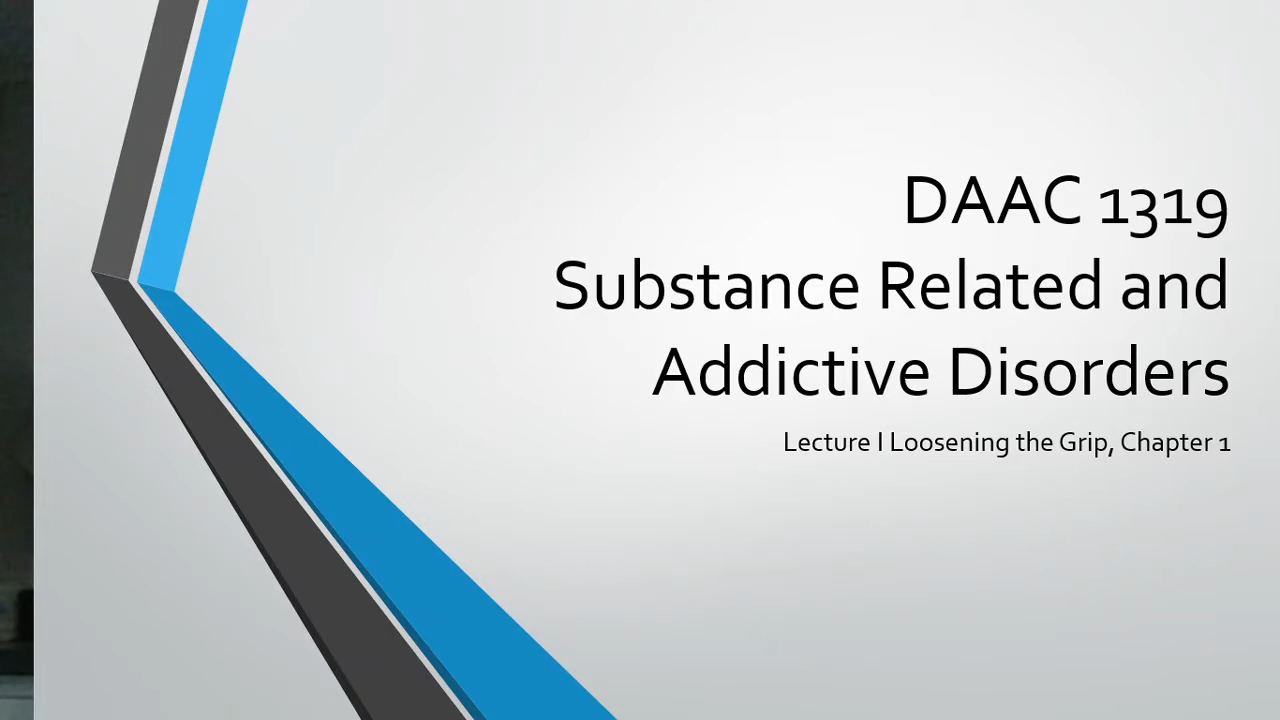 DAAC 1319
Substance Related and
Addictive Disorders
Lecture I Loosening the Grip, Chapter 1